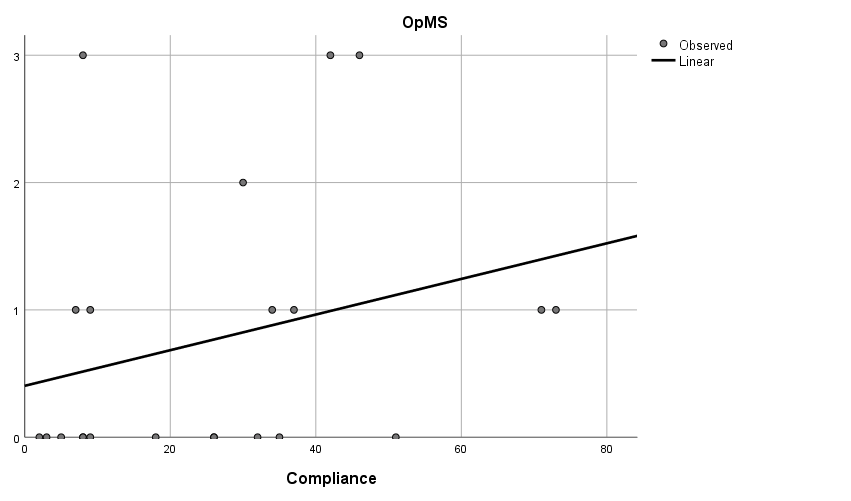 OpMS
Observed
Linear
3
2
1
0
0 20 40 60 80
Compliance